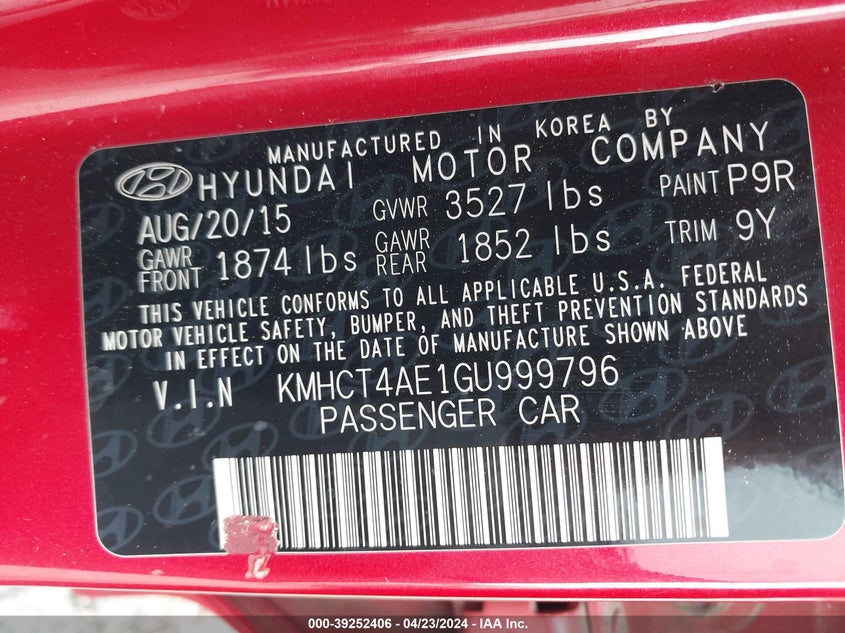 MANUFACTURED IN KOREA BY
HYUNDAI MOTOR COMPANY
AUG/20/15 GVWR 3527 lbs PAINT P9R
GAWR FRONT 1874 lbs GAWR REAR 1852 lbs TRIM 9Y
THIS VEHICLE CONFORMS TO ALL APPLICABLE U.S.A. FEDERAL
MOTOR VEHICLE SAFETY, BUMPER, AND THEFT PREVENTION STANDARDS
IN EFFECT ON THE DATE OF MANUFACTURE SHOWN ABOVE
V.I.N KMHCT4AE1GU999796
PASSENGER CAR
000-39252406 - 04/23/2024 - IAA Inc.